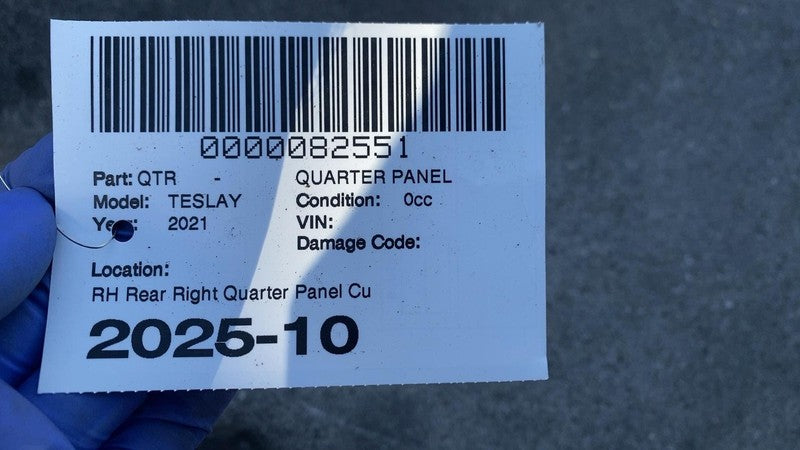 0000082551
Part: QTR - QUARTER PANEL
Model: TESLAY Condition: 0cc
Year: 2021 VIN:
Damage Code:
Location:
RH Rear Right Quarter Panel Cu
2025-10